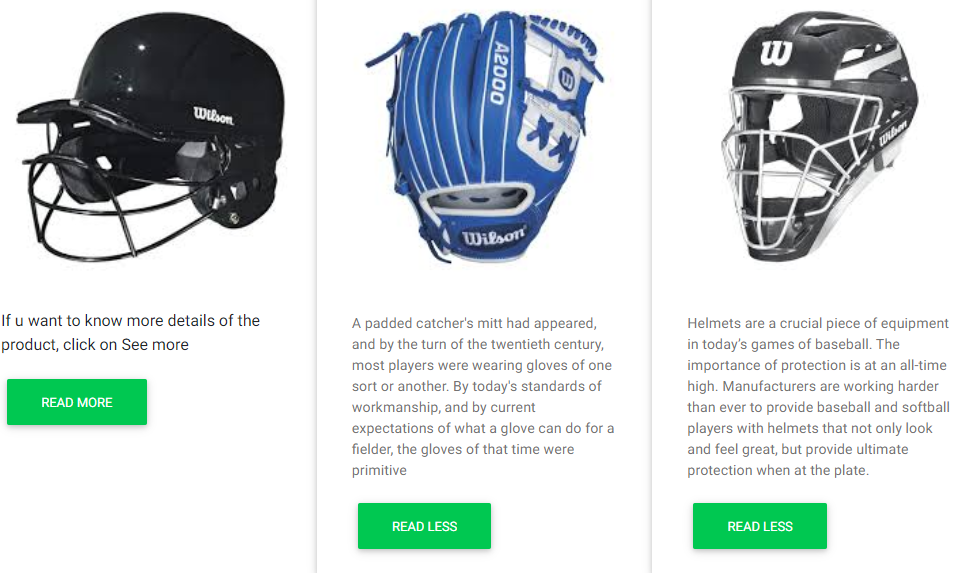 Wilson
A2000
W
Wilson
W
Wilson
If u want to know more details of the
product, click on See more
READ MORE
A padded catcher's mitt had appeared,
and by the turn of the twentieth century,
most players were wearing gloves of one
sort or another. By today's standards of
workmanship, and by current
expectations of what a glove can do for a
fielder, the gloves of that time were
primitive
READ LESS
Helmets are a crucial piece of equipment
in today’s games of baseball. The
importance of protection is at an all-time
high. Manufacturers are working harder
than ever to provide baseball and softball
players with helmets that not only look
and feel great, but provide ultimate
protection when at the plate.
READ LESS